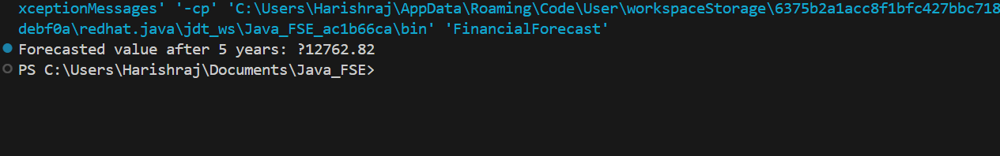 xceptionMessages' '-cp' 'C:\Users\Harishraj\AppData\Roaming\Code\User\workspaceStorage\6375b2a1acc8f1bfc427bbc718
debf0a\redhat.java\jdt_ws\Java_FSE_ac1b66ca\bin' 'FinancialForecast'
Forecasted value after 5 years: ?12762.82
PS C:\Users\Harishraj\Documents\Java_FSE>